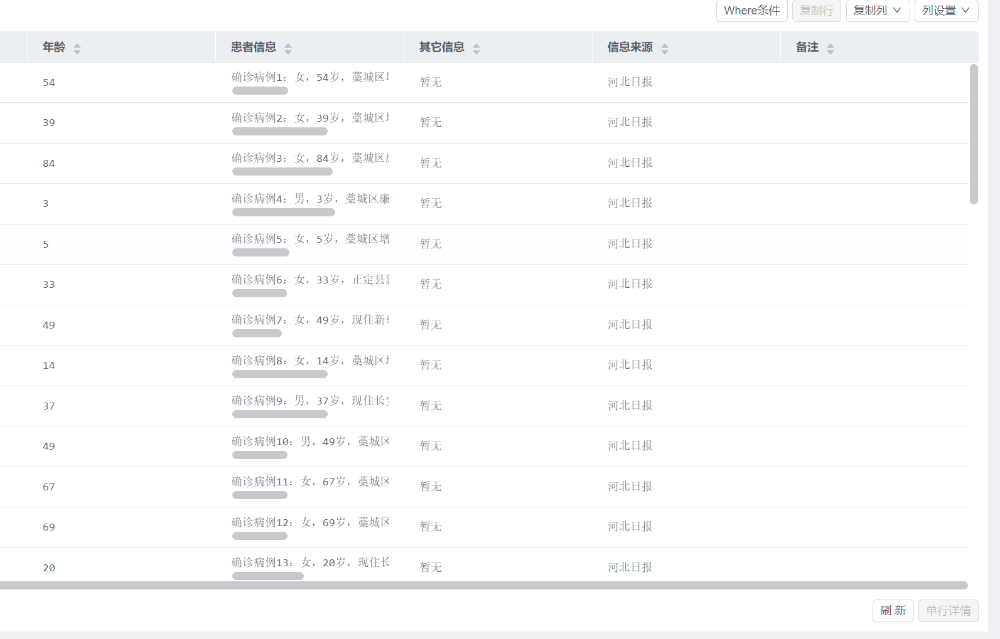 Where条件 复制行 复制列 列设置
年龄 患者信息 其它信息 信息来源 备注
54 确诊病例1：女，54岁，藁城区 暂无 河北日报
39 确诊病例2：女，39岁，藁城区 暂无 河北日报
84 确诊病例3：女，84岁，藁城区 暂无 河北日报
3 确诊病例4：男，3岁，藁城区廉 暂无 河北日报
5 确诊病例5：女，5岁，藁城区增 暂无 河北日报
33 确诊病例6：女，33岁，正定县 暂无 河北日报
49 确诊病例7：女，49岁，现住新 暂无 河北日报
14 确诊病例8：女，14岁，藁城区 暂无 河北日报
37 确诊病例9：男，37岁，现住长 暂无 河北日报
49 确诊病例10：男，49岁，藁城区 暂无 河北日报
67 确诊病例11：女，67岁，藁城区 暂无 河北日报
69 确诊病例12：女，69岁，藁城区 暂无 河北日报
20 确诊病例13：女，20岁，现住长 暂无 河北日报
刷 新 单行详情